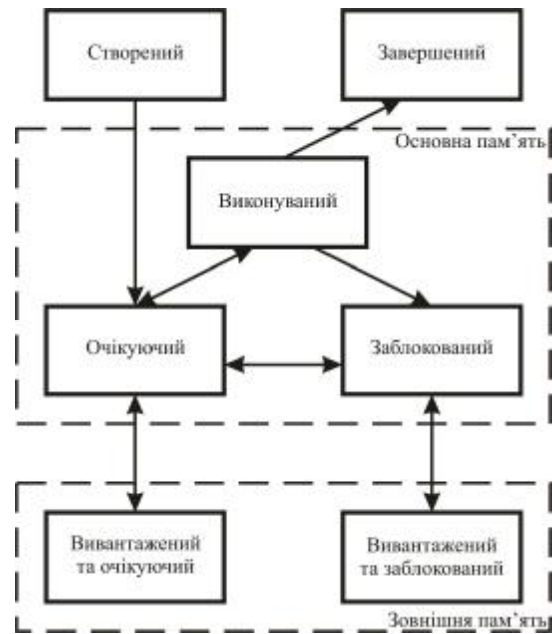 Створений
Завершений
Основна пам’ять
Виконуваний
Очікуючий
Заблокований
Вивантажений
та очікуючий
Вивантажений
та заблокований
Зовнішня пам’ять